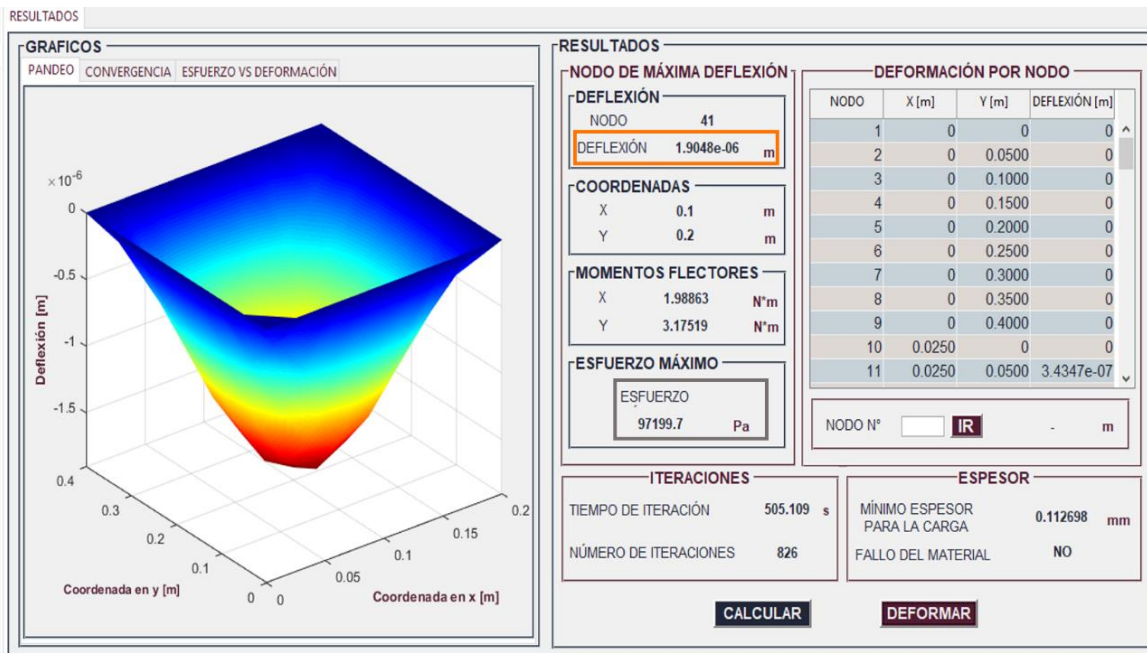 RESULTADOS
GRAFICOS
PANDEO CONVERGENCIA ESFUERZO VS DEFORMACIÓN
×10⁻⁶
0
-0.5
-1
-1.5
Deflexión [m]
0.4
0.3
0.2
0.1
0
Coordenada en y [m]
0
0.05
0.1
0.15
0.2
Coordenada en x [m]
RESULTADOS
NODO DE MÁXIMA DEFLEXIÓN
DEFLEXIÓN
NODO 41
DEFLEXIÓN 1.9048e-06 m
COORDENADAS
X 0.1 m
Y 0.2 m
MOMENTOS FLECTORES
X 1.98863 N*m
Y 3.17519 N*m
ESFUERZO MÁXIMO
ESFUERZO
97199.7 Pa
DEFORMACIÓN POR NODO
NODO X [m] Y [m] DEFLEXIÓN [m]
1 0 0 0
2 0 0.0500 0
3 0 0.1000 0
4 0 0.1500 0
5 0 0.2000 0
6 0 0.2500 0
7 0 0.3000 0
8 0 0.3500 0
9 0 0.4000 0
10 0.0250 0 0
11 0.0250 0.0500 3.4347e-07
NODO N° IR - m
ITERACIONES
TIEMPO DE ITERACIÓN 505.109 s
NÚMERO DE ITERACIONES 826
ESPESOR
MÍNIMO ESPESOR
PARA LA CARGA 0.112698 mm
FALLO DEL MATERIAL NO
CALCULAR DEFORMAR